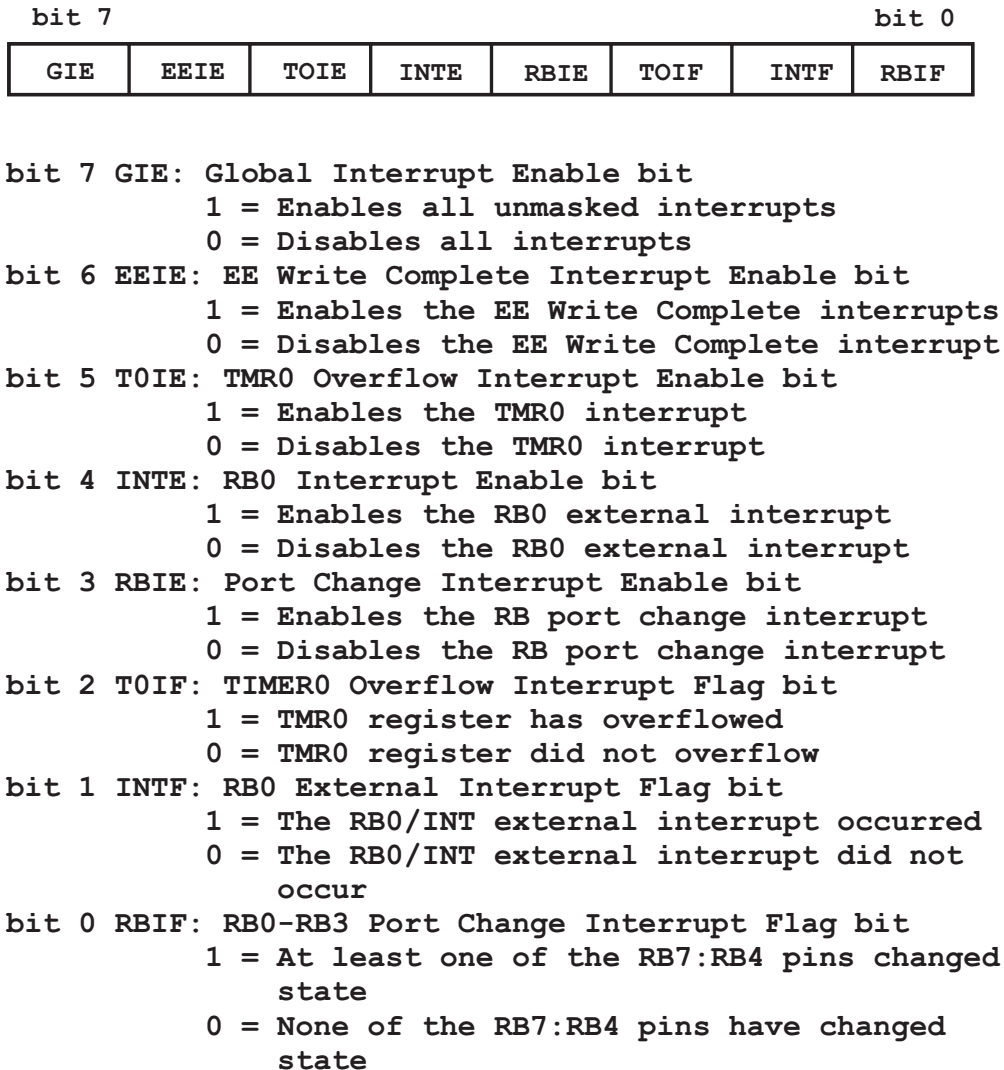 bit 7 bit 0
GIE EEIE TOIE INTE RBIE TOIF INTF RBIF
bit 7 GIE: Global Interrupt Enable bit
1 = Enables all unmasked interrupts
0 = Disables all interrupts
bit 6 EEIE: EE Write Complete Interrupt Enable bit
1 = Enables the EE Write Complete interrupts
0 = Disables the EE Write Complete interrupt
bit 5 T0IE: TMR0 Overflow Interrupt Enable bit
1 = Enables the TMR0 interrupt
0 = Disables the TMR0 interrupt
bit 4 INTE: RB0 Interrupt Enable bit
1 = Enables the RB0 external interrupt
0 = Disables the RB0 external interrupt
bit 3 RBIE: Port Change Interrupt Enable bit
1 = Enables the RB port change interrupt
0 = Disables the RB port change interrupt
bit 2 T0IF: TIMER0 Overflow Interrupt Flag bit
1 = TMR0 register has overflowed
0 = TMR0 register did not overflow
bit 1 INTF: RB0 External Interrupt Flag bit
1 = The RB0/INT external interrupt occurred
0 = The RB0/INT external interrupt did not
occur
bit 0 RBIF: RB0-RB3 Port Change Interrupt Flag bit
1 = At least one of the RB7:RB4 pins changed
state
0 = None of the RB7:RB4 pins have changed
state